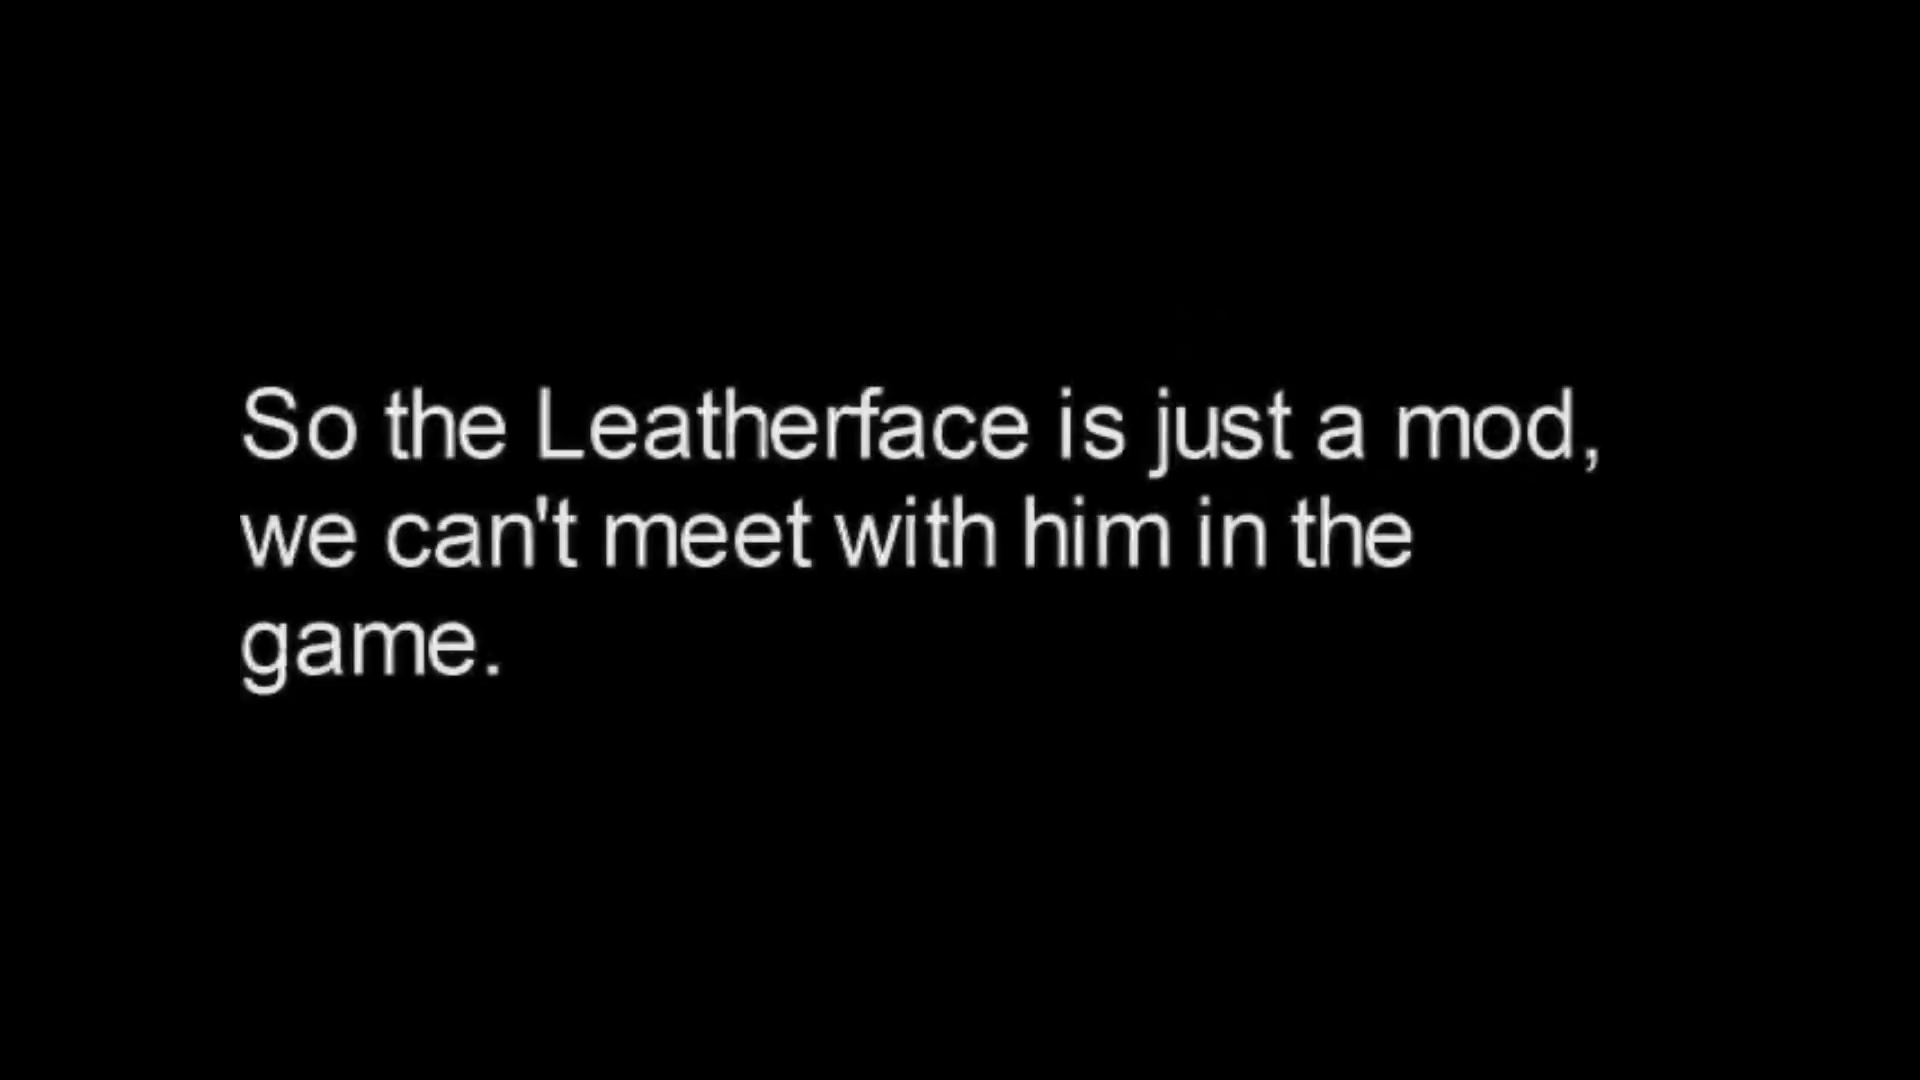 So the Leatherface is just a mod,
we can't meet with him in the
game.